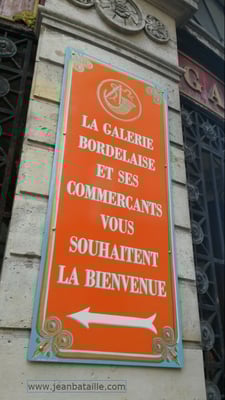 LA GALERIE
BORDELAISE
ET SES
COMMERCANTS
VOUS
SOUHAITENT
LA BIENVENUE
www.jeanbataille.com